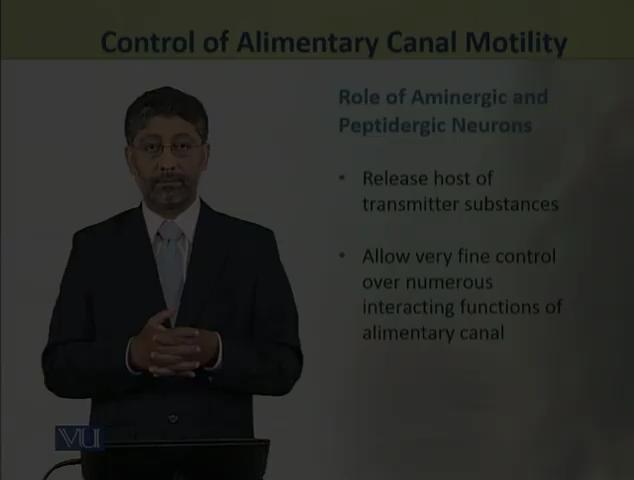 Control of Alimentary Canal Motility
Role of Aminergic and
Peptidergic Neurons
• Release host of
transmitter substances
• Allow very fine control
over numerous
interacting functions of
alimentary canal
VU